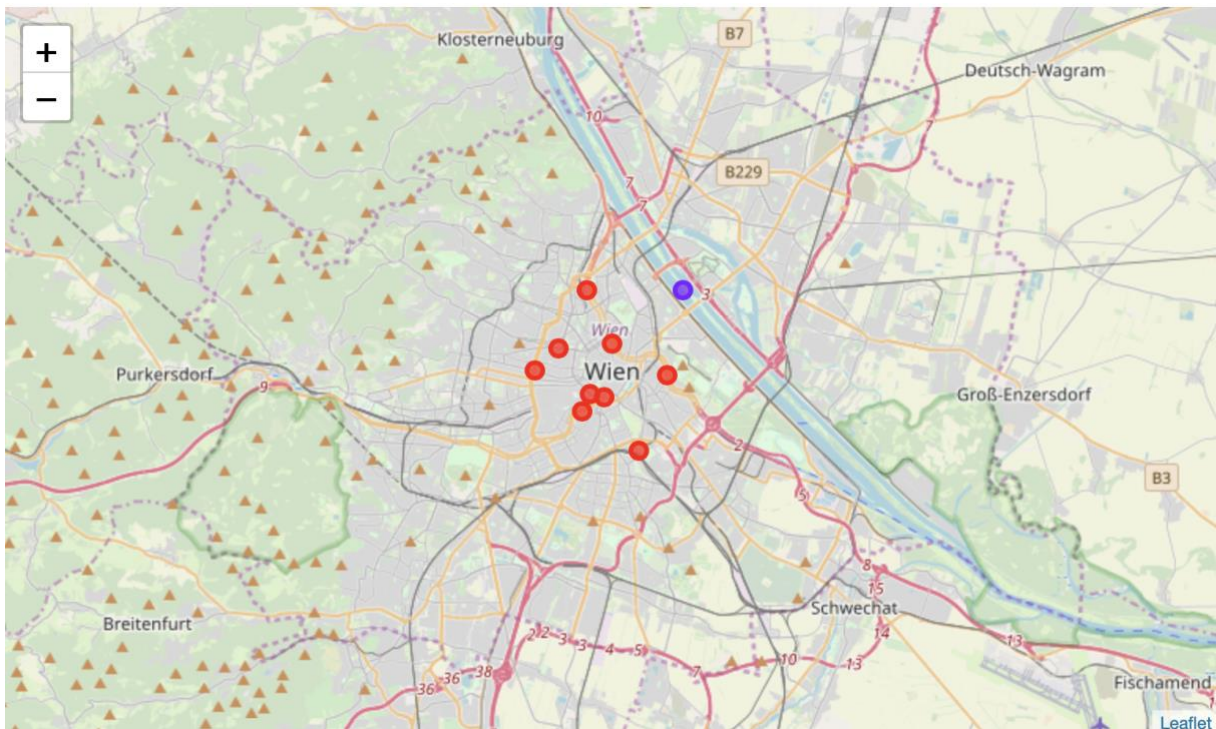 +
−
Klosterneuburg
B7
Deutsch-Wagram
10
B229
7
7
7
3
Wien
Wien
Purkersdorf
9
Groß-Enzersdorf
2
B3
5
8
15
Schwechat
Breitenfurt
14
2
2
3
3
4
5
13
38
7
10
13
36
36
Fischamend
1
Leaflet